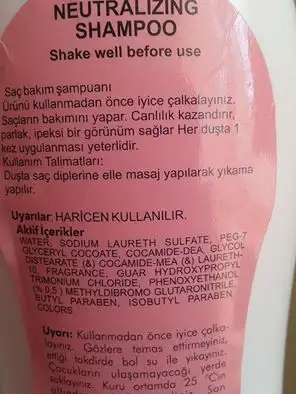 NEUTRALIZING
SHAMPOO
Shake well before use
Saç bakım şampuanı
Ürünü kullanmadan önce iyice çalkalayınız.
Saçların bakımını yapar. Canlılık kazandırır,
parlak, ipeksi bir görünüm sağlar Her duşta 1
kez uygulanması yeterlidir.
Kullanım Talimatları:
Duşta saç diplerine elle masaj yapılarak yıkama
yapılır.
Uyarılar: HARİCEN KULLANILIR.
Aktif İçerikler
WATER, SODIUM LAURETH SULFATE, PEG-7
GLYCERYL COCOATE, COCAMIDE-DEA, GLYCOL
DISTEARATE (&) COCAMIDE-MEA (&) LAURETH-
10, FRAGRANCE, GUAR HYDROXYPROPYL
TRIMONIUM CHLORIDE, PHENOXYETHANOL
(% 0,5) METHYLDIBROMO GLUTARONITRILE,
BUTYL PARABEN, ISOBUTYL PARABEN
COLORS
Uyarı: Kullanmadan önce iyice çalka-
layınız. Gözlere temas ettirmeyiniz,
ettiği takdirde bol su ile yıkayınız.
Çocukların ulaşamayacağı yerde
saklayınız. Kuru ortamda 25 °C'ın
Son